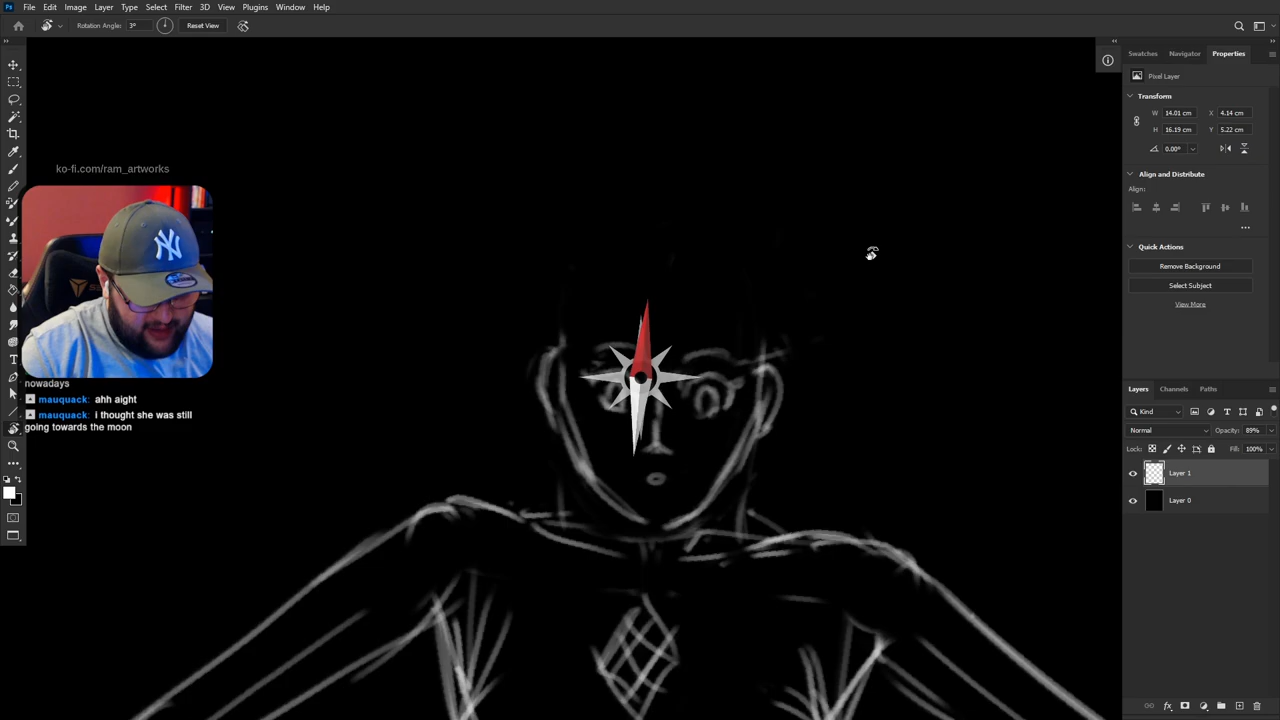 Ps File Edit Image Layer Type Select Filter 3D View Plugins Window Help
Rotation Angle: 3° Reset View
Swatches Navigator Properties
Pixel Layer
Transform
W 14.01 cm X 4.14 cm
H 16.19 cm Y 5.22 cm
0.00°
Align and Distribute
Align:
Quick Actions
Remove Background
Select Subject
View More
Layers Channels Paths
Kind
Normal Opacity: 89%
Lock: Fill: 100%
Layer 1
Layer 0
ko-fi.com/ram_artworks
nowadays
mauquack: ahh aight
mauquack: i thought she was still
going towards the moon